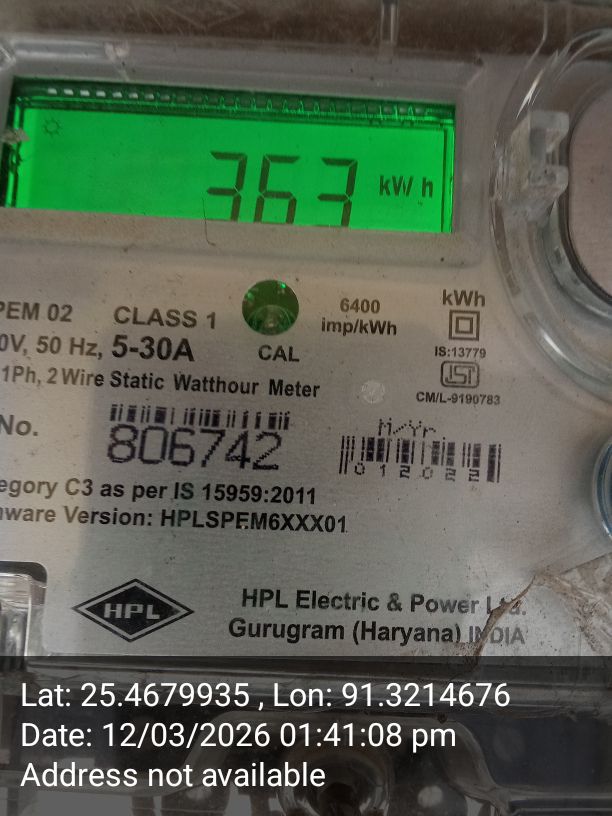 363 kW h
PEM 02 CLASS 1
6400
imp/kWh
kWh
0V, 50 Hz, 5-30A
CAL
IS:13779
ISI
1Ph, 2 Wire Static Watthour Meter
CM/L-9190783
No.
806742
M/Yr
012022
egory C3 as per IS 15959:2011
ware Version: HPLSPEM6XXX01
HPL
HPL Electric & Power Ltd.
Gurugram (Haryana) INDIA
Lat: 25.4679935 , Lon: 91.3214676
Date: 12/03/2026 01:41:08 pm
Address not available